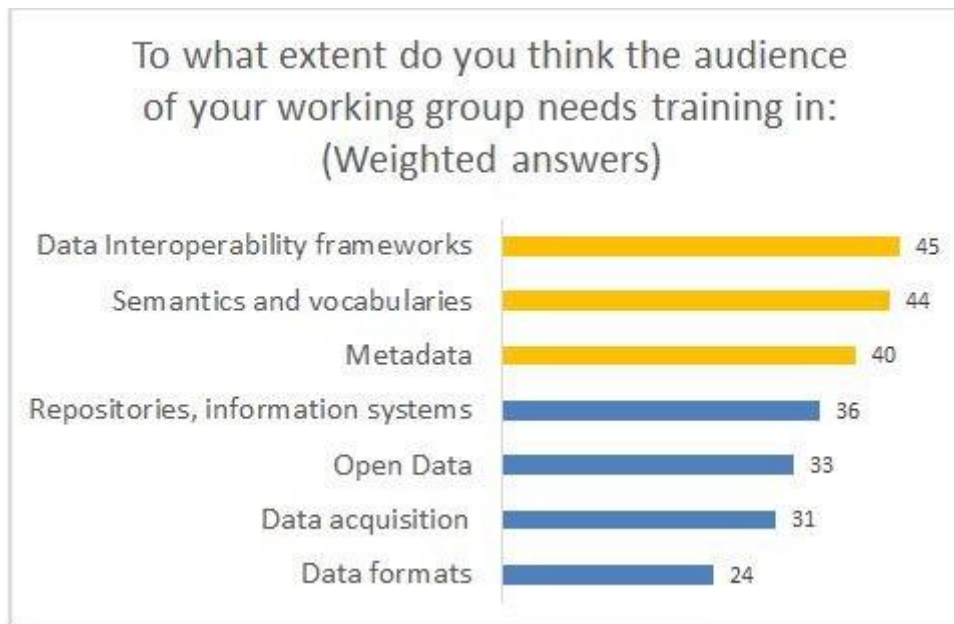 To what extent do you think the audience
of your working group needs training in:
(Weighted answers)
Data Interoperability frameworks 45
Semantics and vocabularies 44
Metadata 40
Repositories, information systems 36
Open Data 33
Data acquisition 31
Data formats 24